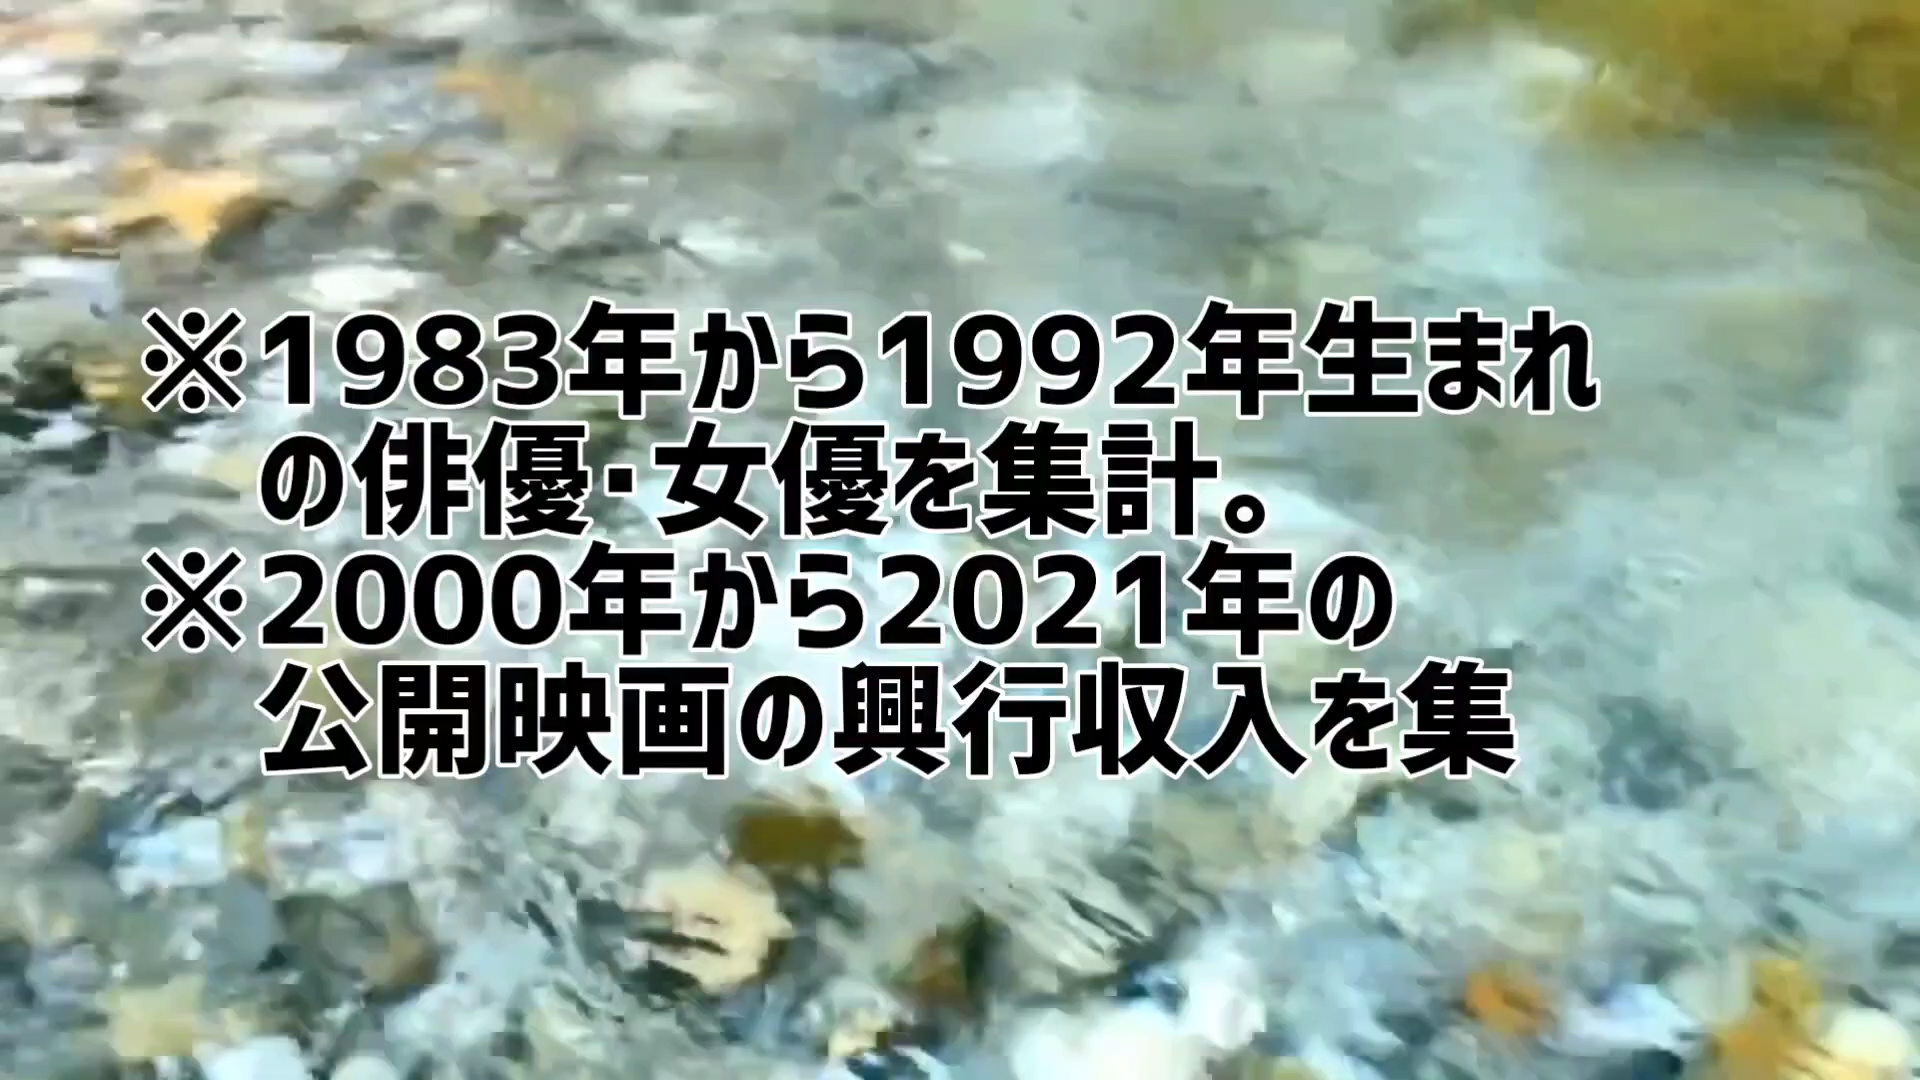 ※1983年から1992年生まれ
の俳優・女優を集計。
※2000年から2021年の
公開映画の興行収入を集